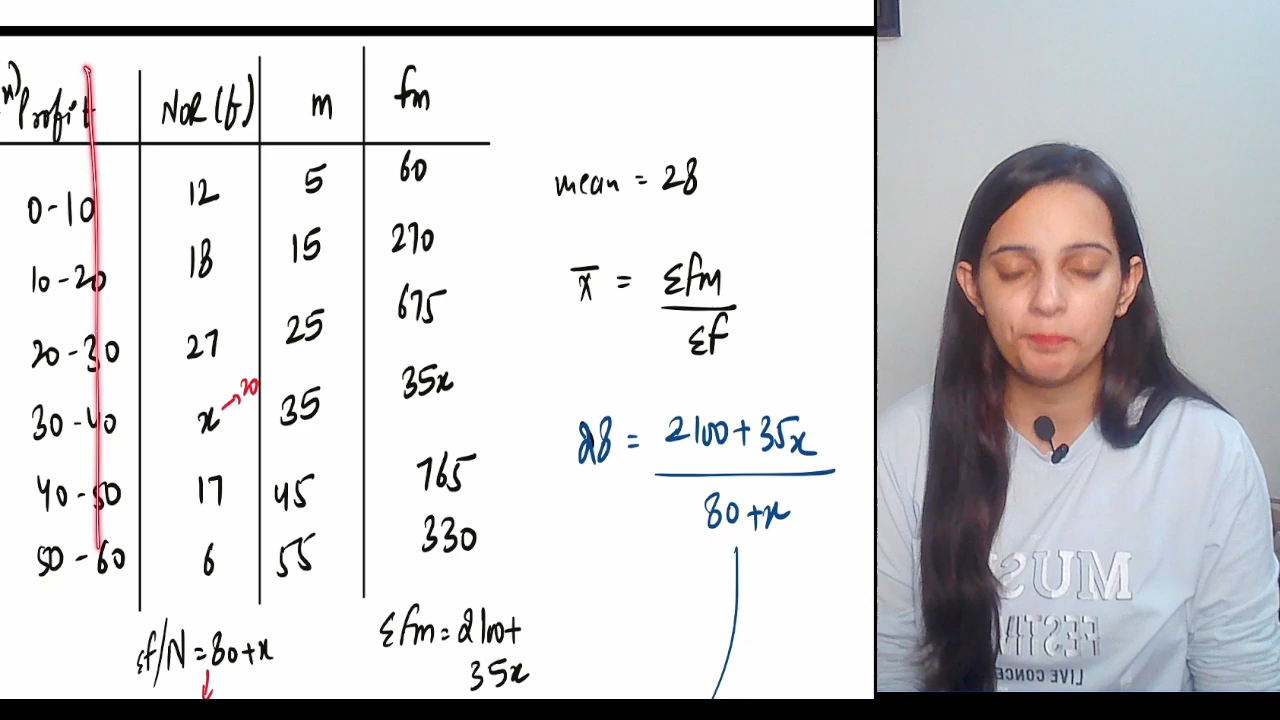 x) Profit NOR (f) m fm
0-10 12 5 60
10-20 18 15 270
20-30 27 25 675
30-40 x → 20 35 35x
40-50 17 45 765
50-60 6 55 330
Σf/N = 80+x Σfm = 2100+
35x
mean = 28
x̄ = Σfm
Σf
28 = 2100+35x
80+x
MUS
FESTI
LIVE CONCE